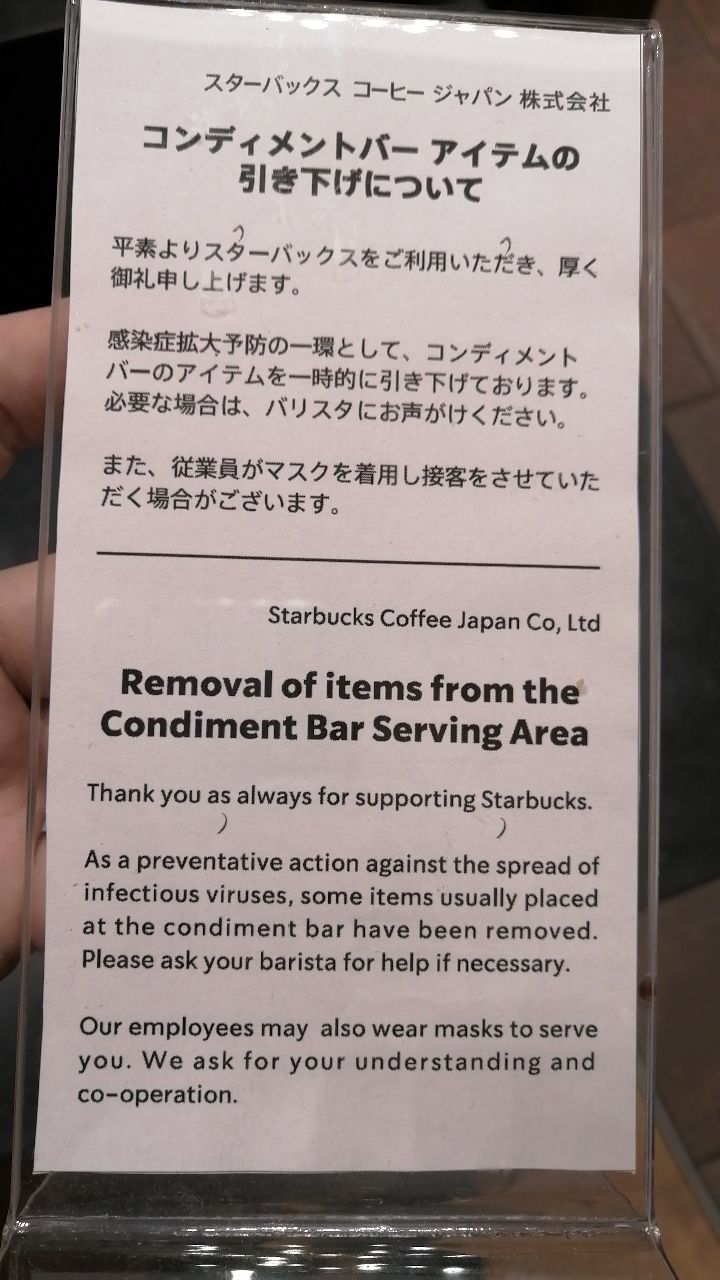 スターバックス コーヒー ジャパン 株式会社
コンディメントバー アイテムの
引き下げについて
平素よりスターバックスをご利用いただき、厚く
御礼申し上げます。
感染症拡大予防の一環として、コンディメント
バーのアイテムを一時的に引き下げております。
必要な場合は、バリスタにお声がけください。
また、従業員がマスクを着用し接客をさせていた
だく場合がございます。
Starbucks Coffee Japan Co, Ltd
Removal of items from the
Condiment Bar Serving Area
Thank you as always for supporting Starbucks.
As a preventative action against the spread of
infectious viruses, some items usually placed
at the condiment bar have been removed.
Please ask your barista for help if necessary.
Our employees may also wear masks to serve
you. We ask for your understanding and
co-operation.